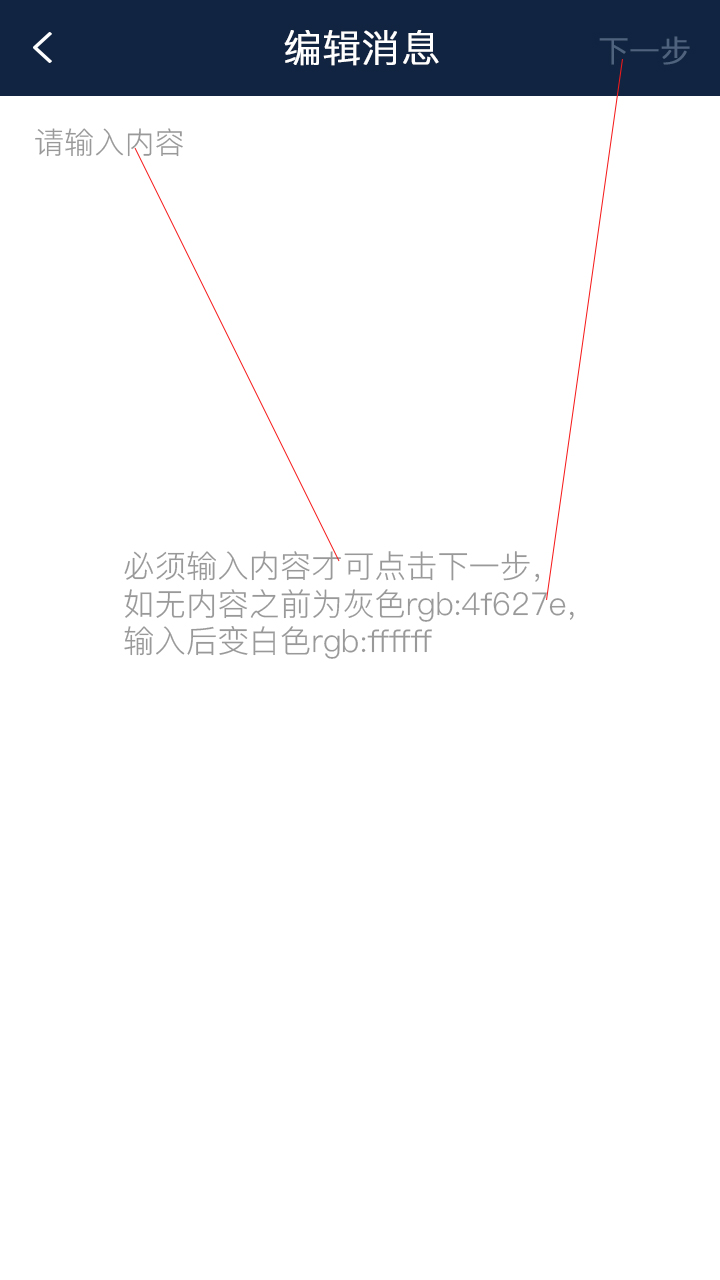 编辑消息
下一步
请输入内容
必须输入内容才可点击下一步，
如无内容之前为灰色rgb:4f627e，
输入后变白色rgb:ffffff